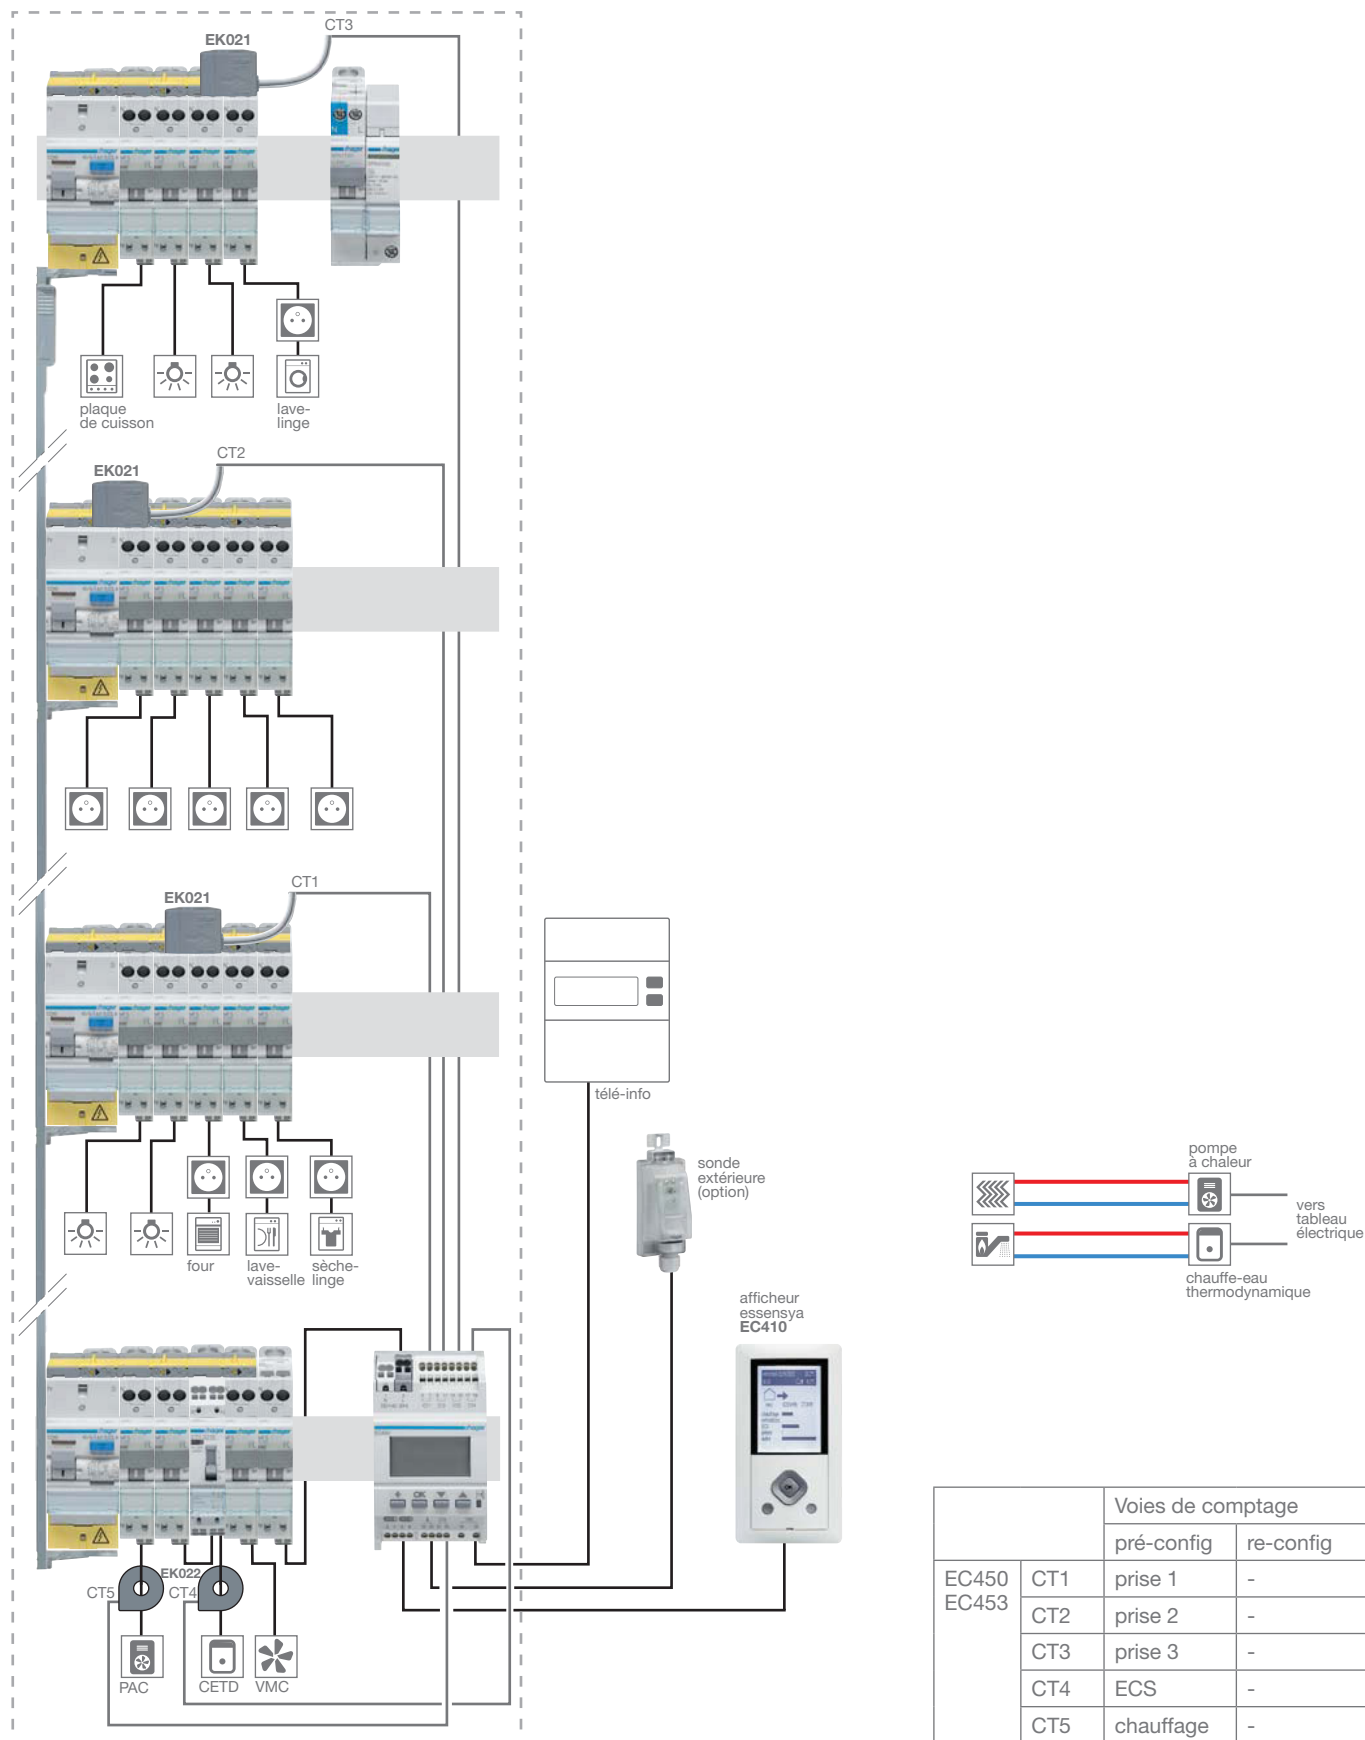 CT3
EK021
plaque
de cuisson
lave-
linge
CT2
EK021
CT1
EK021
télé-info
sonde
extérieure
(option)
four
lave-
vaisselle
sèche-
linge
pompe
à chaleur
vers
tableau
électrique
chauffe-eau
thermodynamique
afficheur
essensya
EC410
hager
OK
EK022
CT5
CT4
PAC
CETD
VMC
Voies de comptage
pré-config re-config
EC450 CT1 prise 1 -
EC453 CT2 prise 2 -
CT3 prise 3 -
CT4 ECS -
CT5 chauffage -